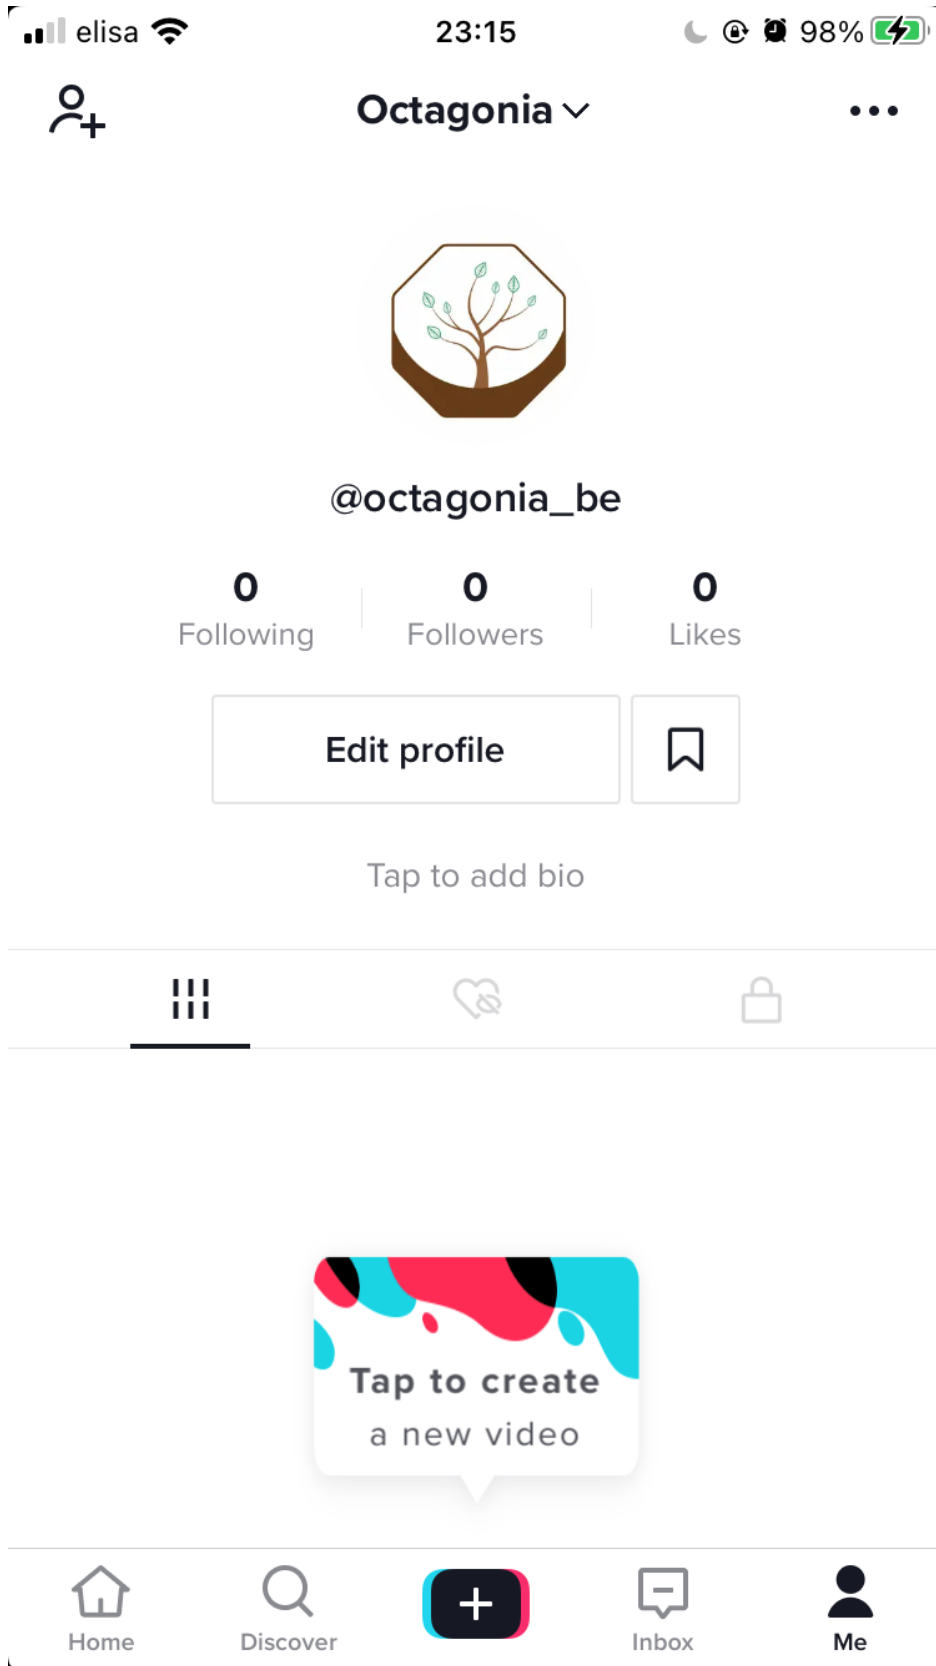 elisa 23:15 98%
Octagonia
@octagonia_be
0 0 0
Following Followers Likes
Edit profile
Tap to add bio
Tap to create
a new video
Home Discover Inbox Me